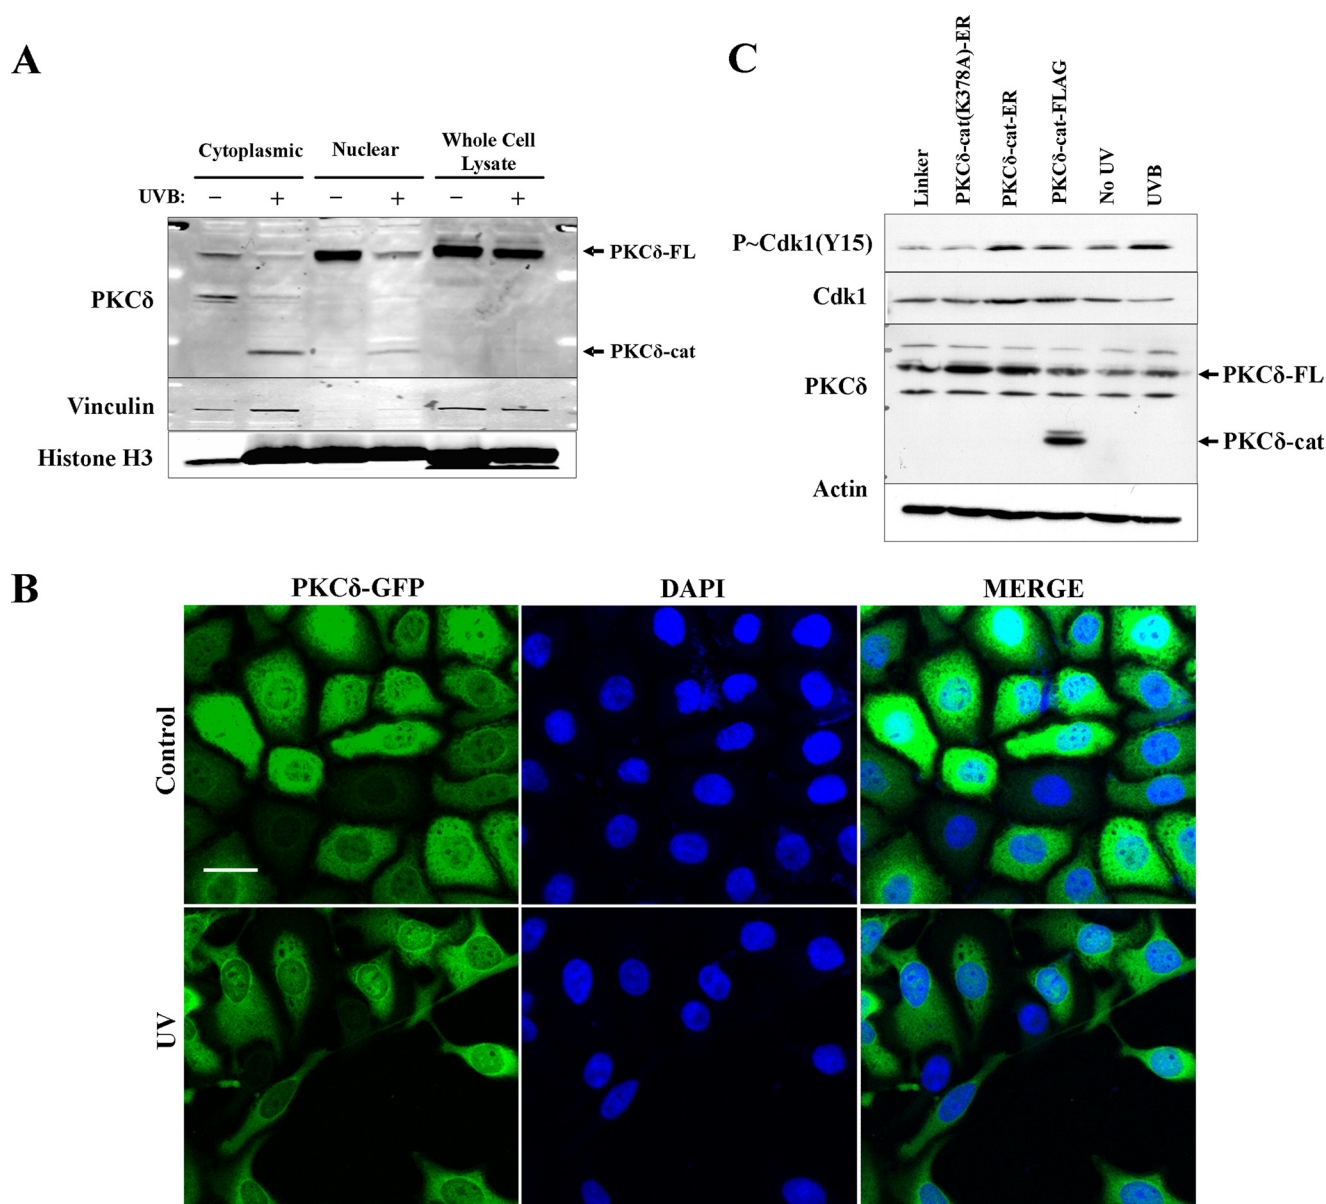 A
Cytoplasmic Nuclear Whole Cell
Lysate
UVB: − + − + − +
PKCδ
PKCδ-FL
PKCδ-cat
Vinculin
Histone H3
C
Linker
PKCδ-cat(K378A)-ER
PKCδ-cat-ER
PKCδ-cat-FLAG
No UV
UVB
P~Cdk1(Y15)
Cdk1
PKCδ
PKCδ-FL
PKCδ-cat
Actin
B
PKCδ-GFP DAPI MERGE
Control
UV